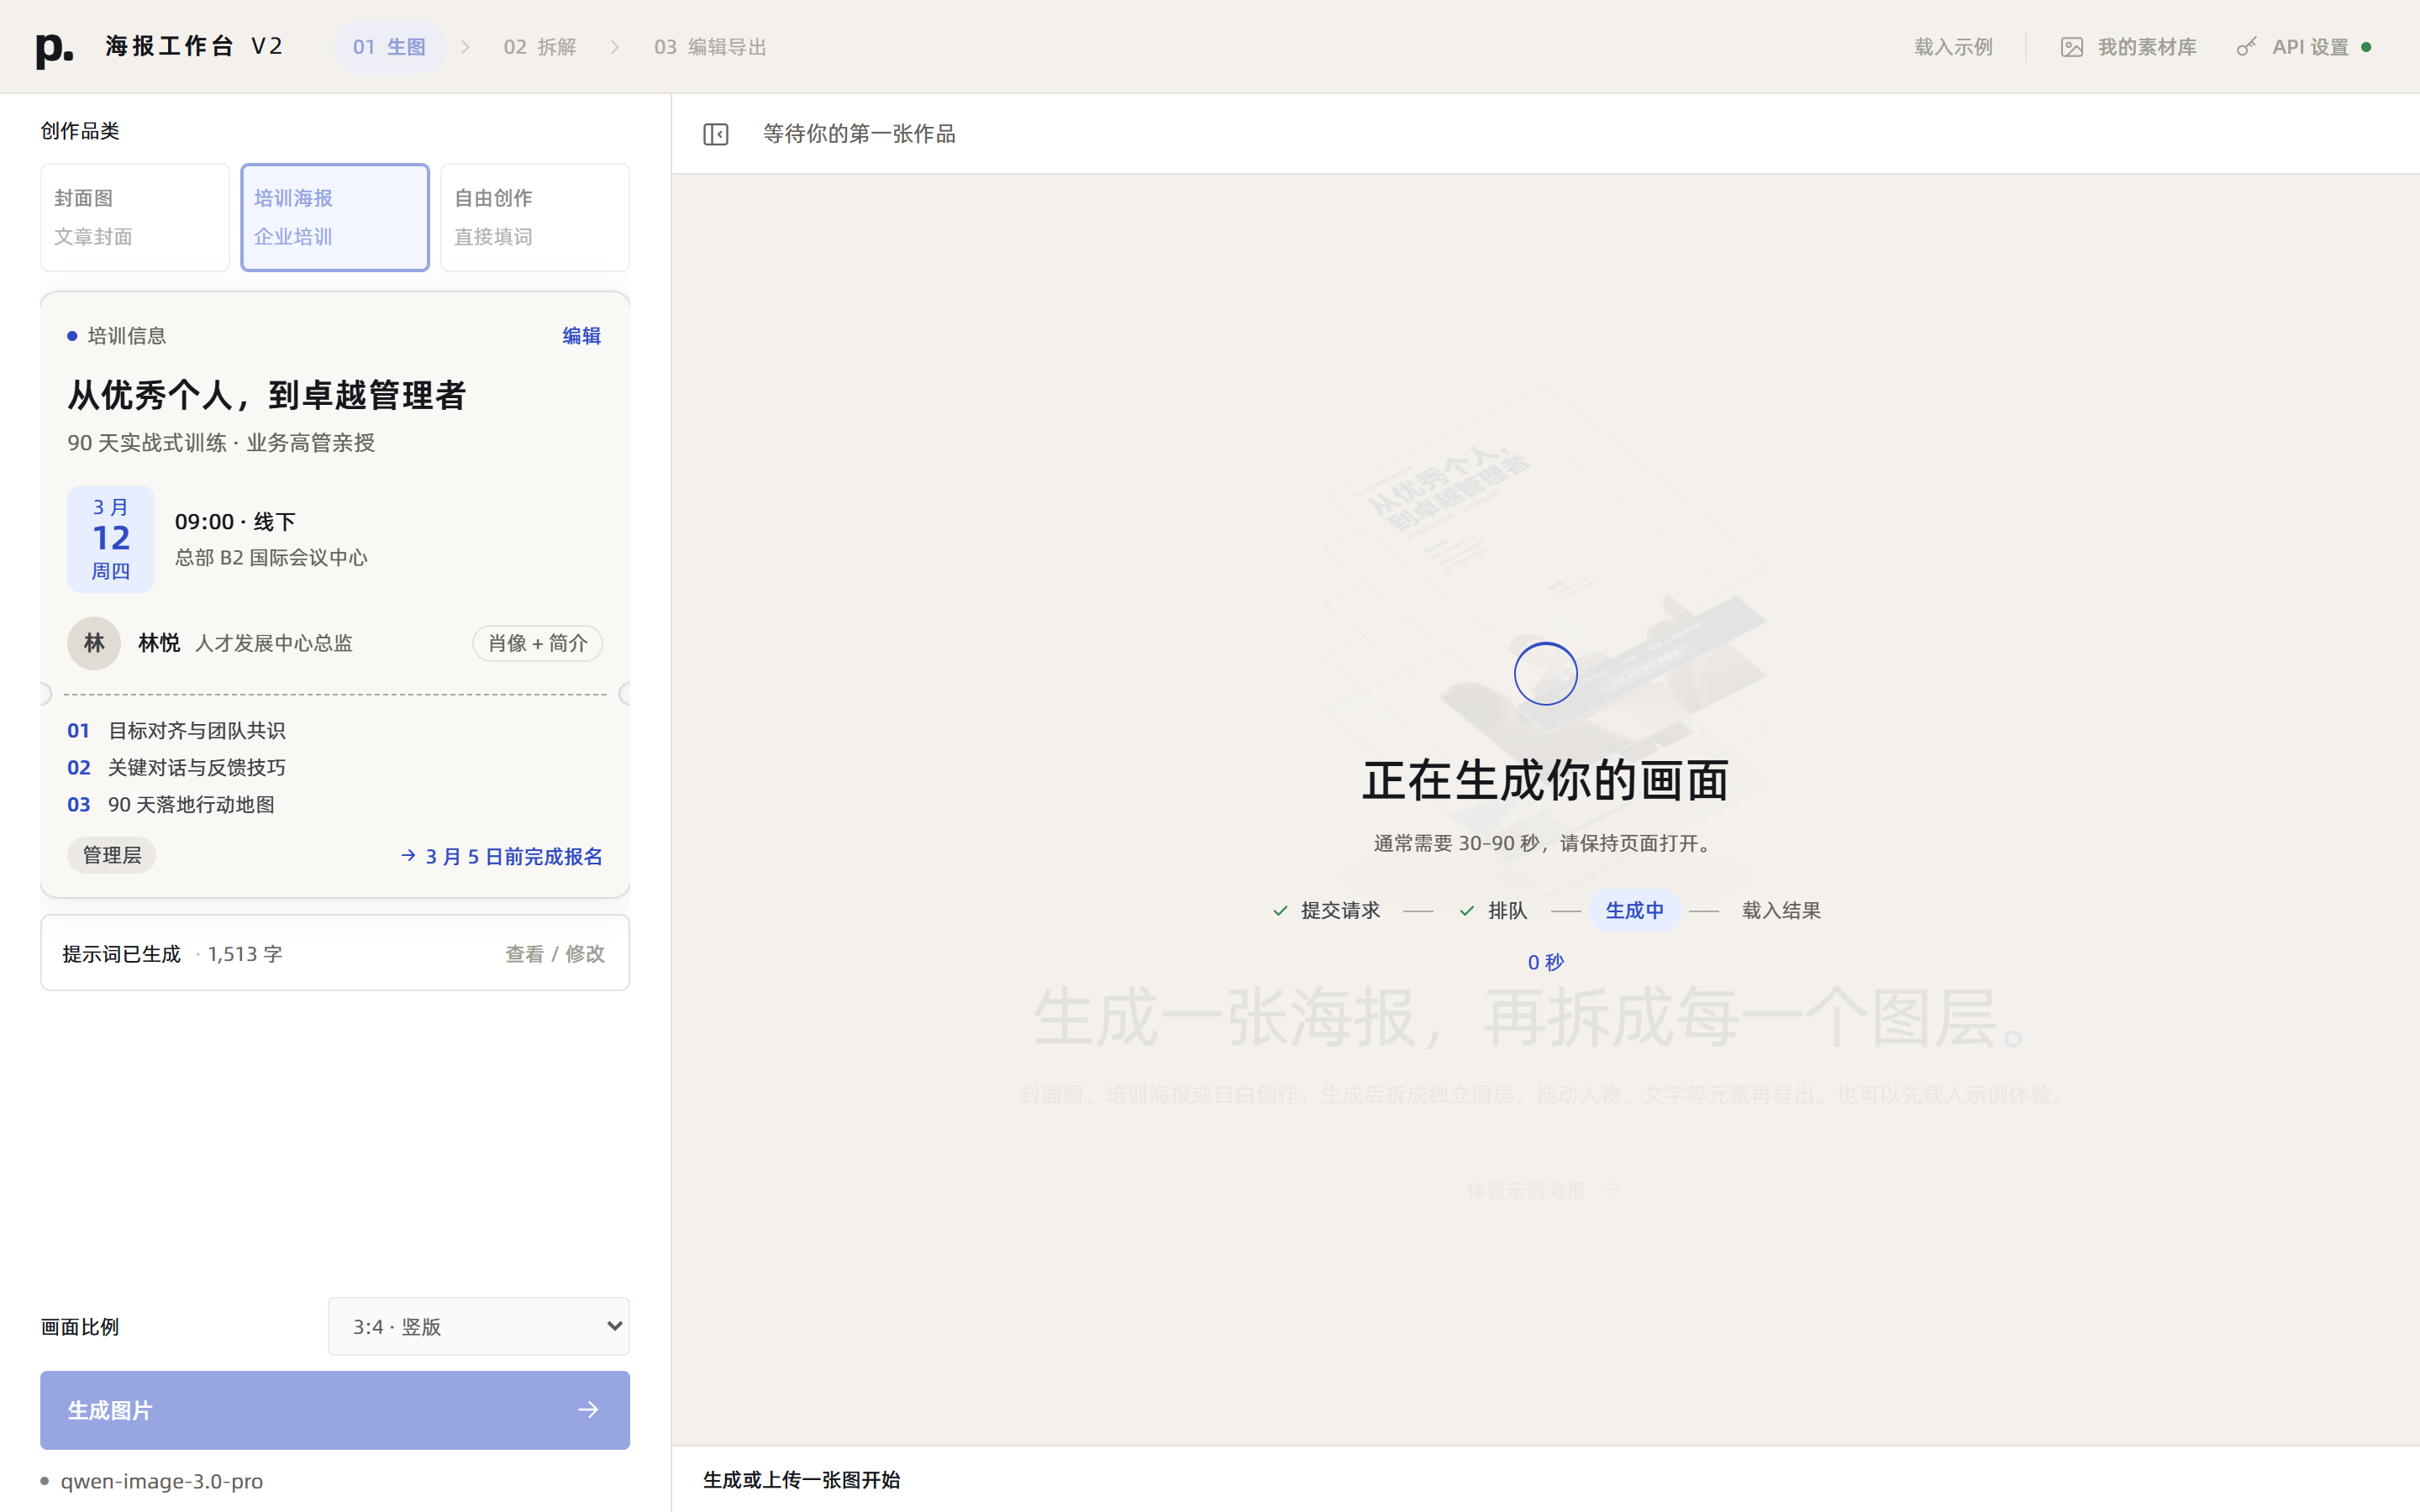 p. 海报工作台 V2
01 生图 > 02 拆解 > 03 编辑导出
载入示例 我的素材库 API 设置
创作品类
封面图
文章封面
培训海报
企业培训
自由创作
直接填词
培训信息 编辑
从优秀个人，到卓越管理者
90 天实战式训练 · 业务高管亲授
3 月
12
周四
09:00 · 线下
总部 B2 国际会议中心
林 林悦 人才发展中心总监 肖像 + 简介
01 目标对齐与团队共识
02 关键对话与反馈技巧
03 90 天落地行动地图
管理层 → 3 月 5 日前完成报名
提示词已生成 · 1,513 字 查看 / 修改
画面比例 3:4 · 竖版
生成图片 →
qwen-image-3.0-pro
等待你的第一张作品
从优秀个人，
到卓越管理者
正在生成你的画面
通常需要 30–90 秒，请保持页面打开。
✓ 提交请求 — ✓ 排队 — 生成中 — 载入结果
0 秒
生成一张海报，再拆成每一个图层。
封面图、培训海报或自由创作，生成后拆成独立图层，拖动人物、文字等元素再导出。也可以先载入示例体验。
体验示例海报 →
生成或上传一张图开始